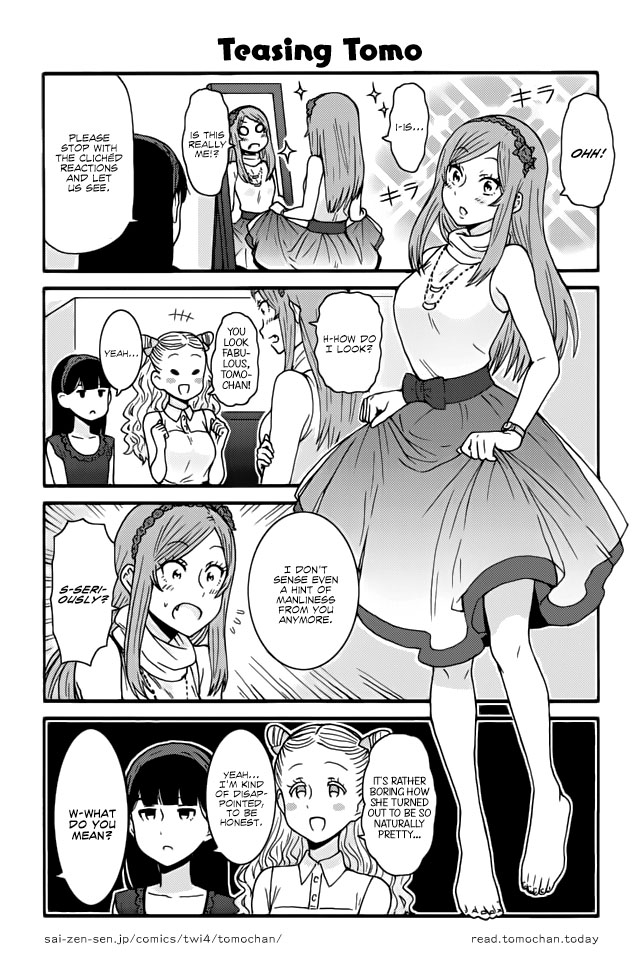 Teasing Tomo
OHH!
キラ
キラ
I-IS...
IS THIS
REALLY
ME!?
PLEASE
STOP WITH
THE CLICHÉD
REACTIONS
AND LET
US SEE.
H-HOW DO
I LOOK?
YOU
LOOK
FABU-
LOUS,
TOMO-
CHAN!
YEAH...
I DON'T
SENSE EVEN
A HINT OF
MANLINESS
FROM YOU
ANYMORE.
S-SERI-
OUSLY?
IT'S RATHER
BORING HOW
SHE TURNED
OUT TO BE SO
NATURALLY
PRETTY...
YEAH...
I'M KIND
OF DISAP-
POINTED,
TO BE
HONEST.
W-WHAT
DO YOU
MEAN?
sai-zen-sen.jp/comics/twi4/tomochan/
read.tomochan.today